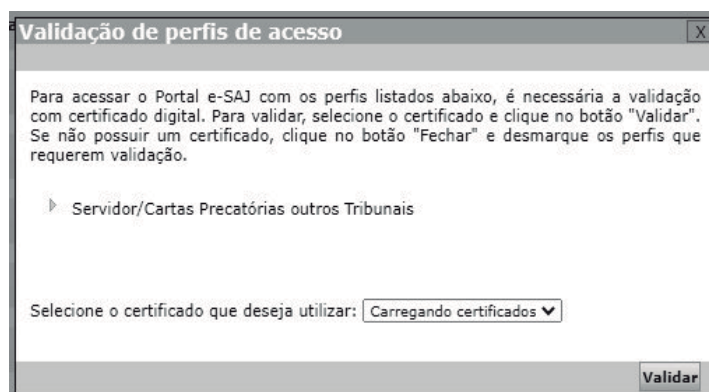 Validação de perfis de acesso
X
Para acessar o Portal e-SAJ com os perfis listados abaixo, é necessária a validação
com certificado digital. Para validar, selecione o certificado e clique no botão "Validar".
Se não possuir um certificado, clique no botão "Fechar" e desmarque os perfis que
requerem validação.
Servidor/Cartas Precatórias outros Tribunais
Selecione o certificado que deseja utilizar: Carregando certificados
Validar